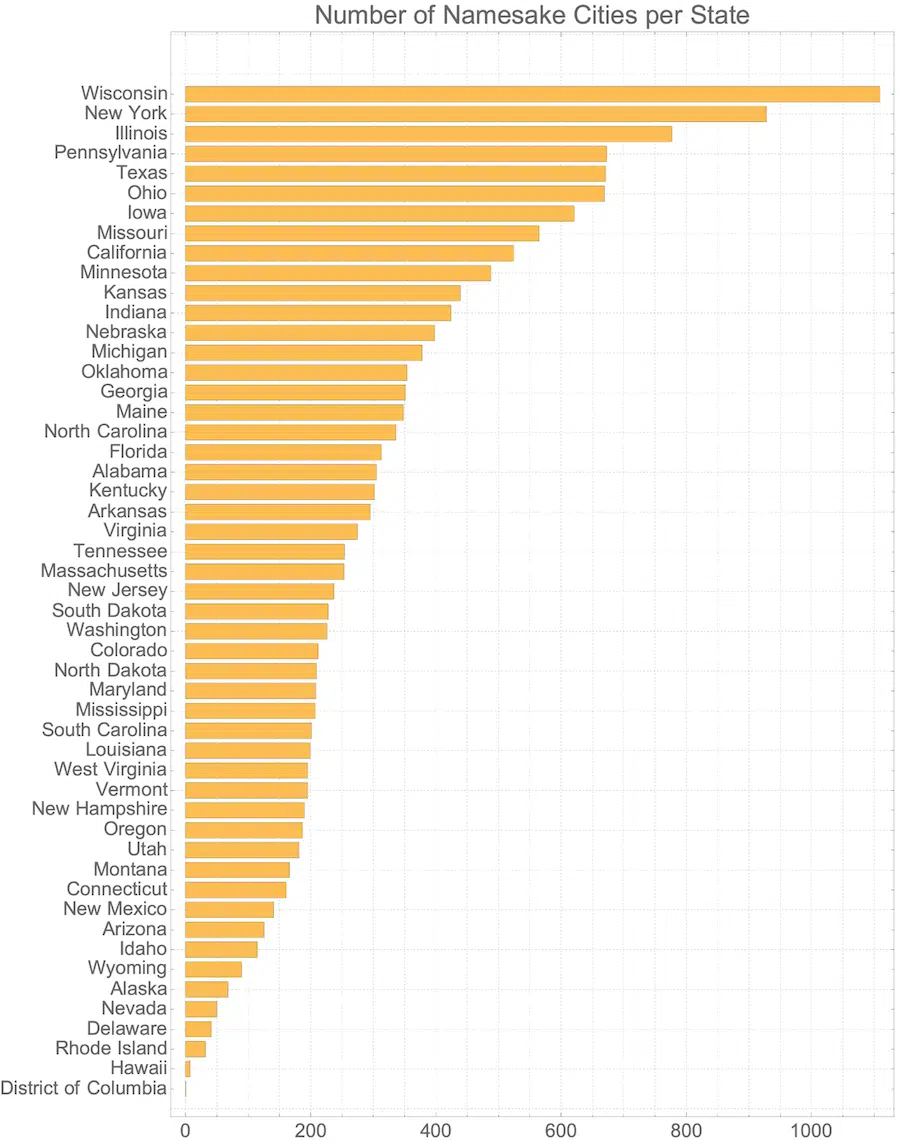 Number of Namesake Cities per State
Wisconsin
New York
Illinois
Pennsylvania
Texas
Ohio
Iowa
Missouri
California
Minnesota
Kansas
Indiana
Nebraska
Michigan
Oklahoma
Georgia
Maine
North Carolina
Florida
Alabama
Kentucky
Arkansas
Virginia
Tennessee
Massachusetts
New Jersey
South Dakota
Washington
Colorado
North Dakota
Maryland
Mississippi
South Carolina
Louisiana
West Virginia
Vermont
New Hampshire
Oregon
Utah
Montana
Connecticut
New Mexico
Arizona
Idaho
Wyoming
Alaska
Nevada
Delaware
Rhode Island
Hawaii
District of Columbia
0 200 400 600 800 1000